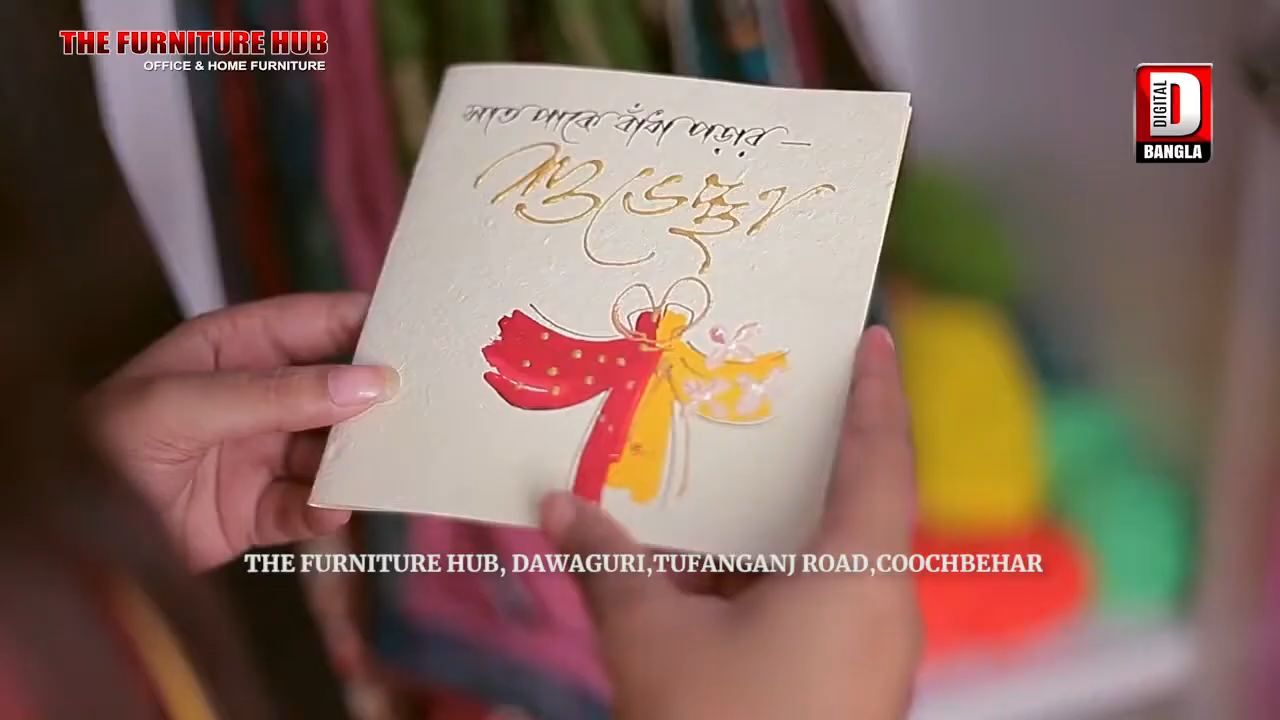 THE FURNITURE HUB
OFFICE & HOME FURNITURE
DIGITAL
D
BANGLA
সাত পাকে বাঁধা পড়ার —
শুভেচ্ছা
THE FURNITURE HUB, DAWAGURI,TUFANGANJ ROAD,COOCHBEHAR